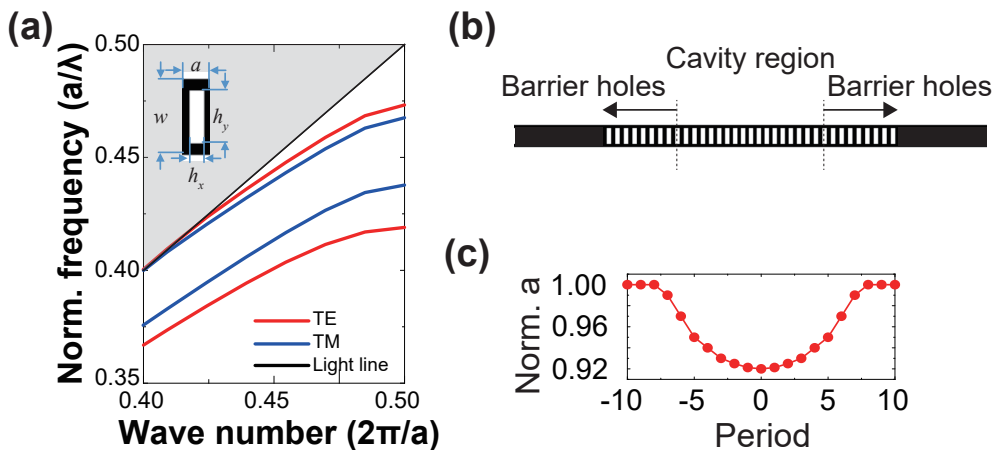 (a)
0.50
0.45
0.40
0.35
Norm. frequency (a/λ)
a
w
h_y
h_x
TE
TM
Light line
0.40
0.45
0.50
Wave number (2π/a)
(b)
Cavity region
Barrier holes
Barrier holes
(c)
Norm. a
1.00
0.96
0.92
-10
-5
0
5
10
Period